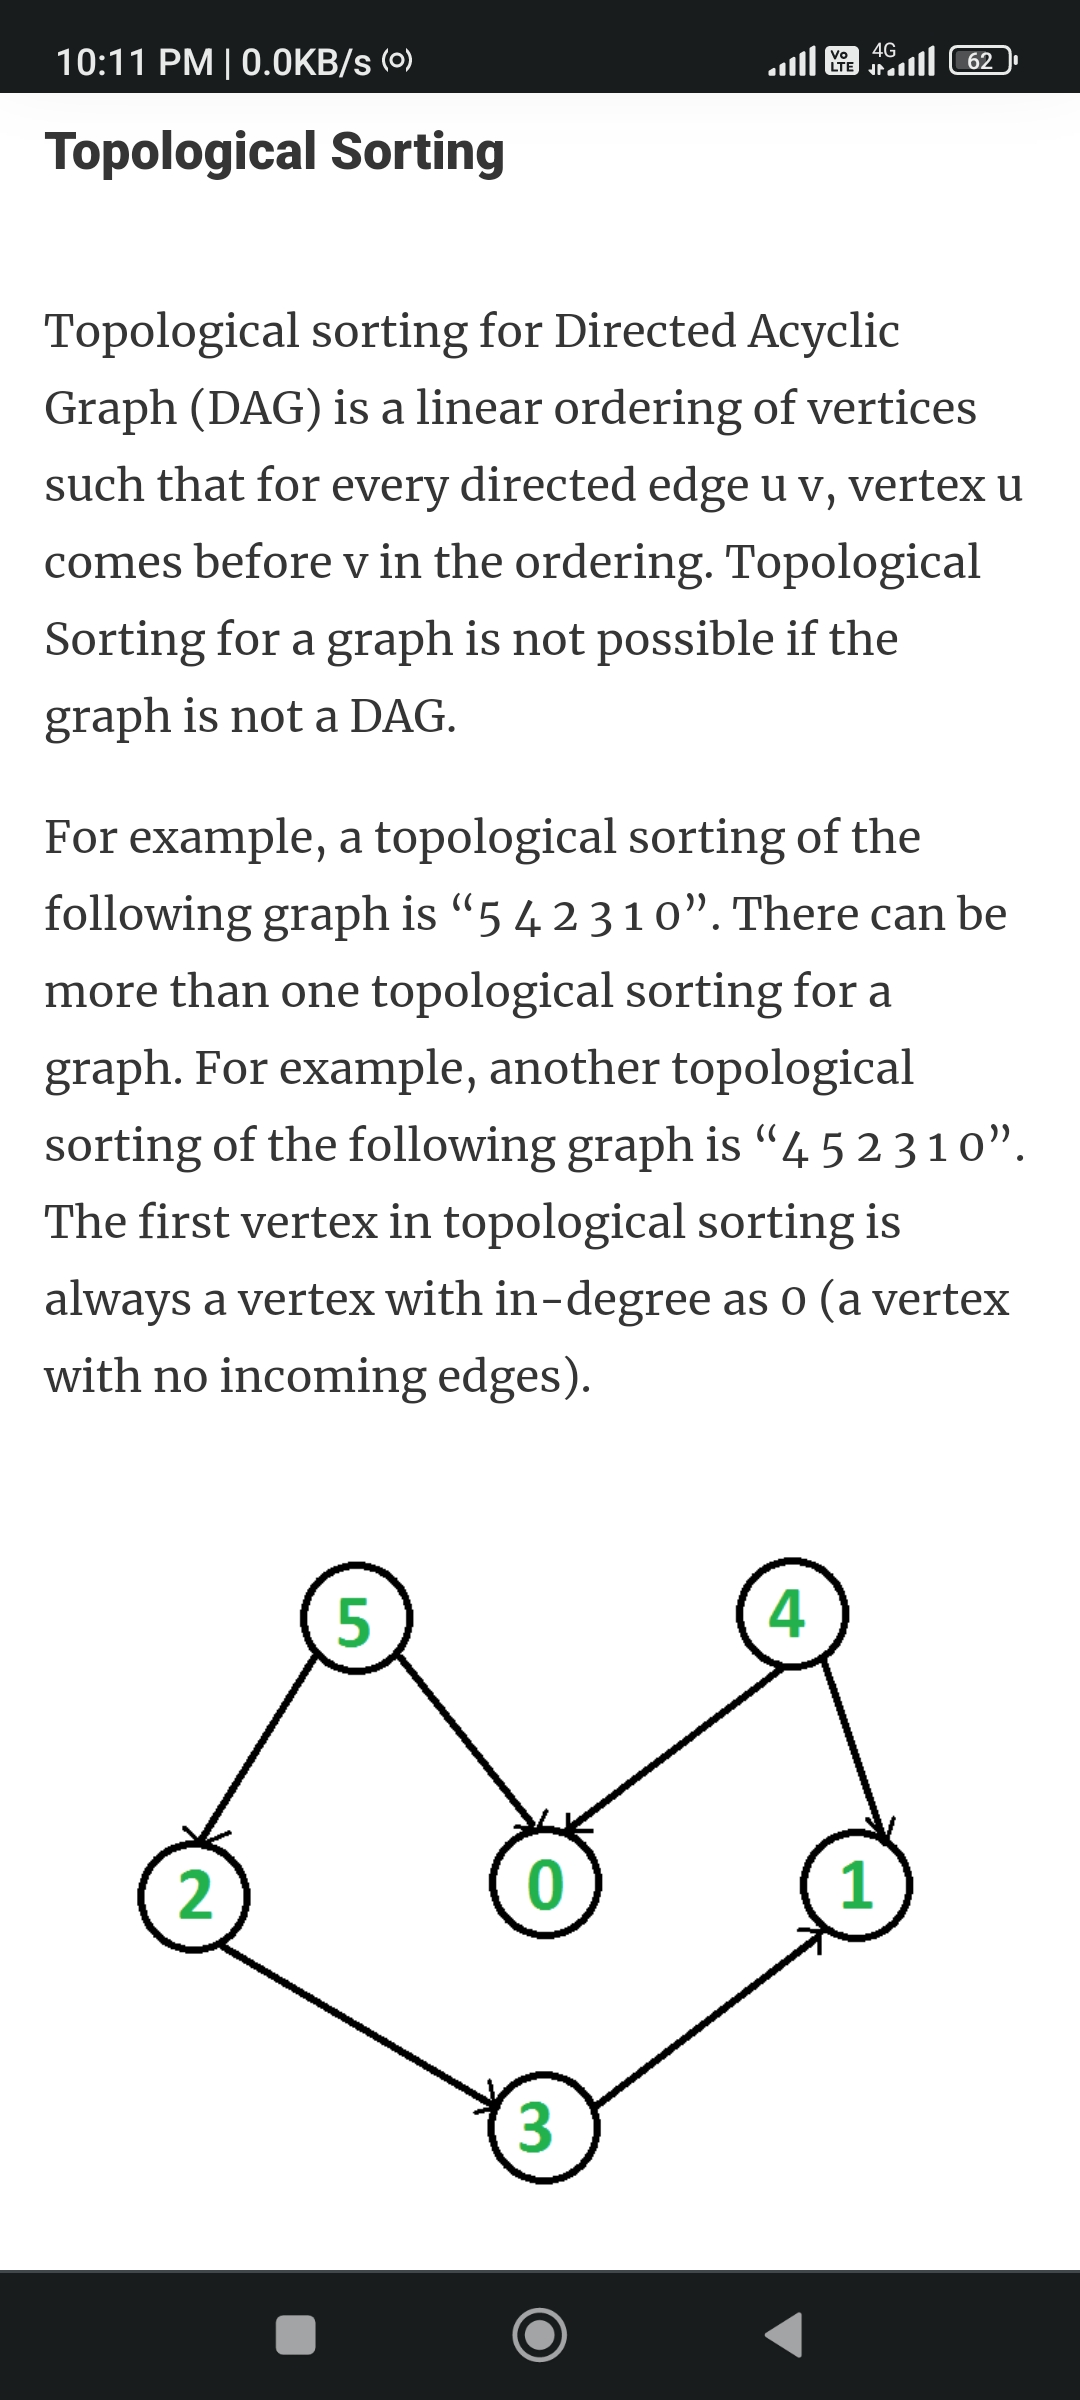 10:11 PM | 0.0KB/s
Vo LTE 4G 62
Topological Sorting
Topological sorting for Directed Acyclic
Graph (DAG) is a linear ordering of vertices
such that for every directed edge u v, vertex u
comes before v in the ordering. Topological
Sorting for a graph is not possible if the
graph is not a DAG.
For example, a topological sorting of the
following graph is “5 4 2 3 1 0”. There can be
more than one topological sorting for a
graph. For example, another topological
sorting of the following graph is “4 5 2 3 1 0”.
The first vertex in topological sorting is
always a vertex with in-degree as 0 (a vertex
with no incoming edges).
5 4
2 0 1
3